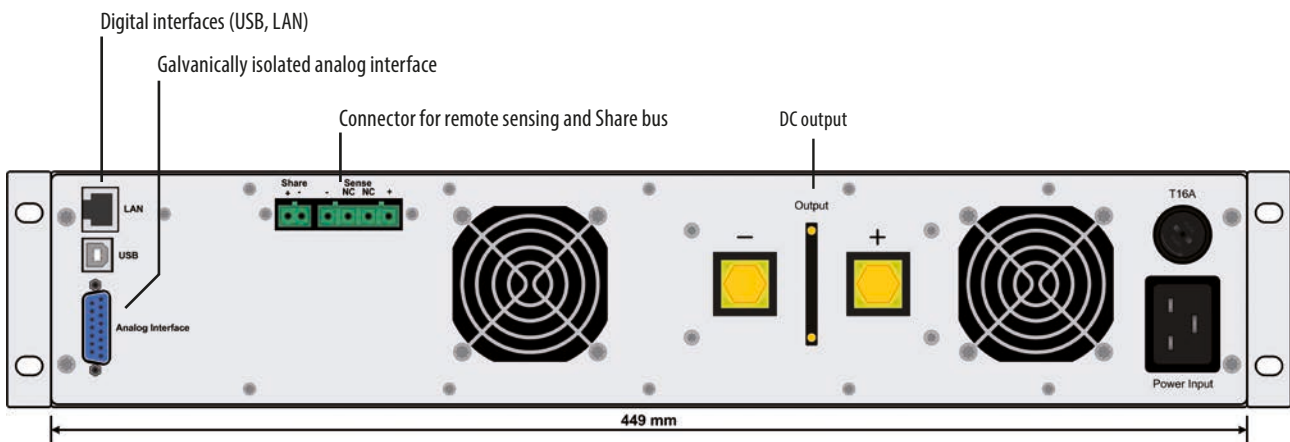 Digital interfaces (USB, LAN)
Galvanically isolated analog interface
Connector for remote sensing and Share bus
DC output
Share Sense
+ - - NC NC +
LAN
Output
T16A
USB
- +
Analog Interface
Power Input
449 mm